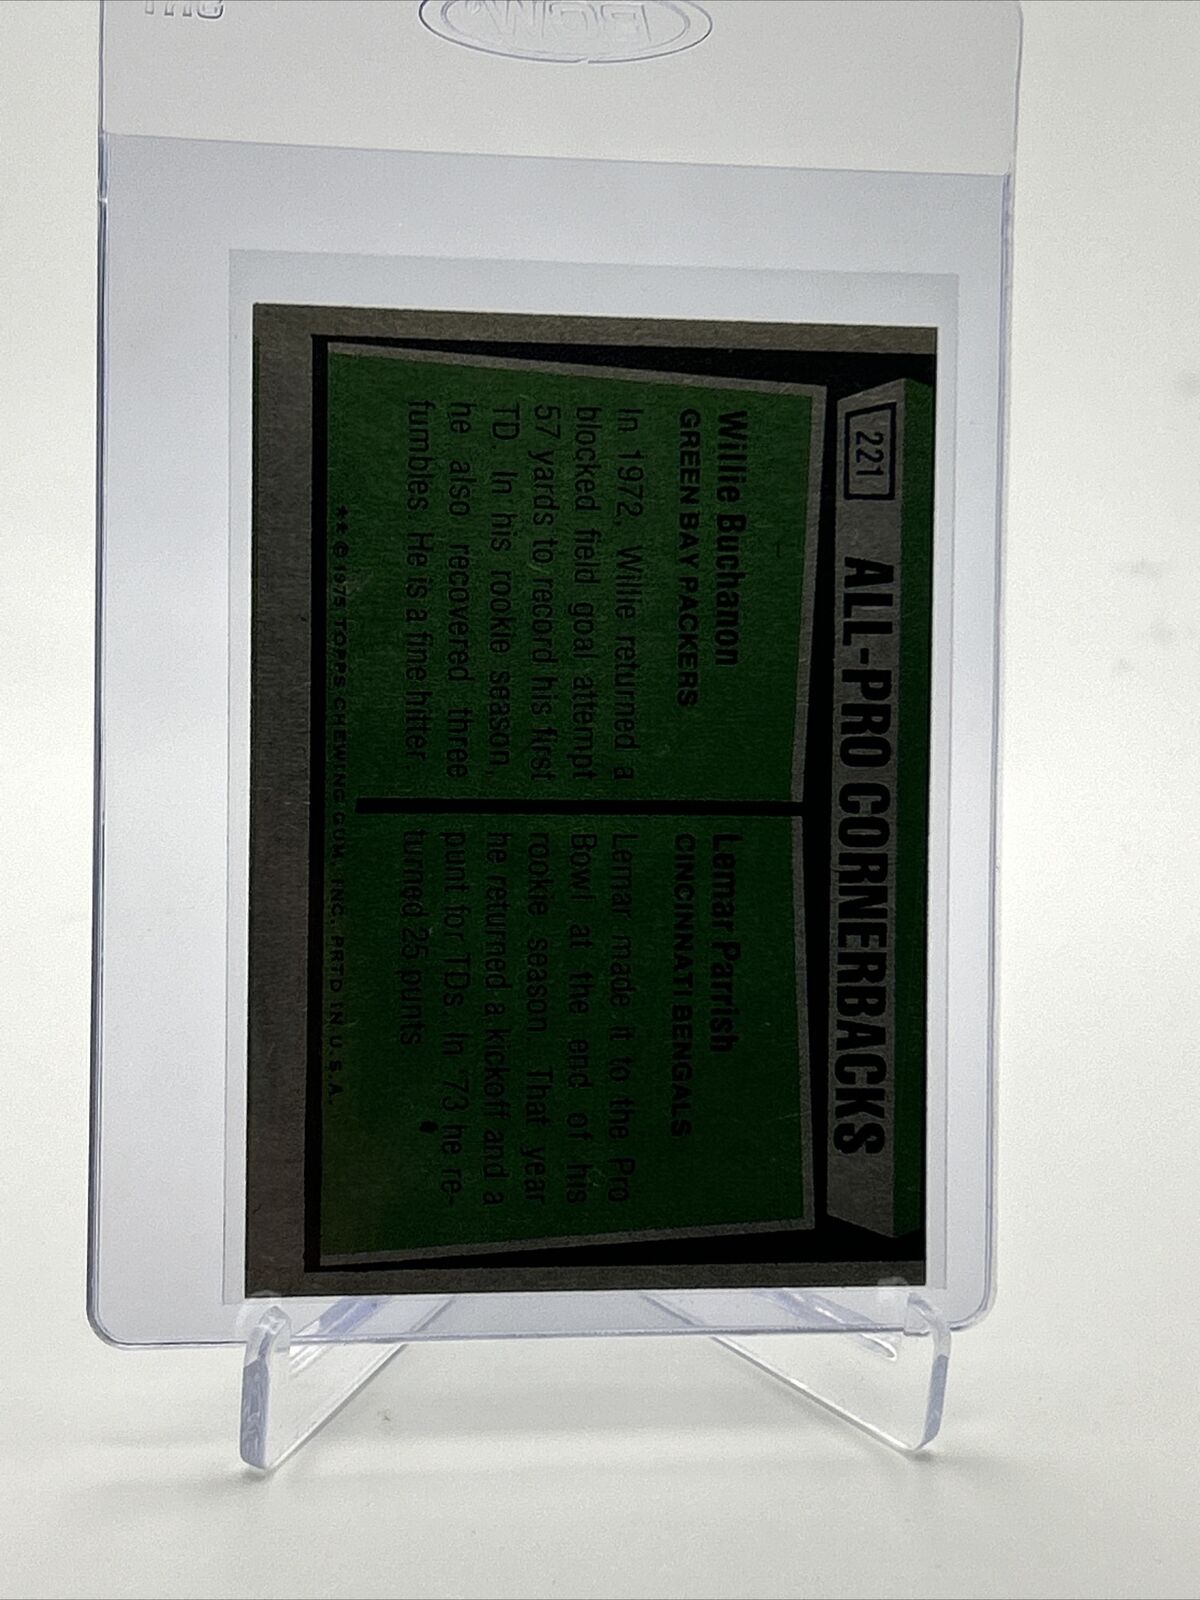 221 ALL-PRO CORNERBACKS
Willie Buchanon
GREEN BAY PACKERS
In 1972, Willie returned a
blocked field goal attempt
57 yards to record his first
TD. In his rookie season,
he also recovered three
fumbles. He is a fine hitter.
Lemar Parrish
CINCINNATI BENGALS
Lemar made it to the Pro
Bowl at the end of his
rookie season. That year
he returned a kickoff and a
punt for TDs. In '73 he re-
turned 25 punts.
** © 1975 TOPPS CHEWING GUM, INC. PRTD. IN U.S.A.